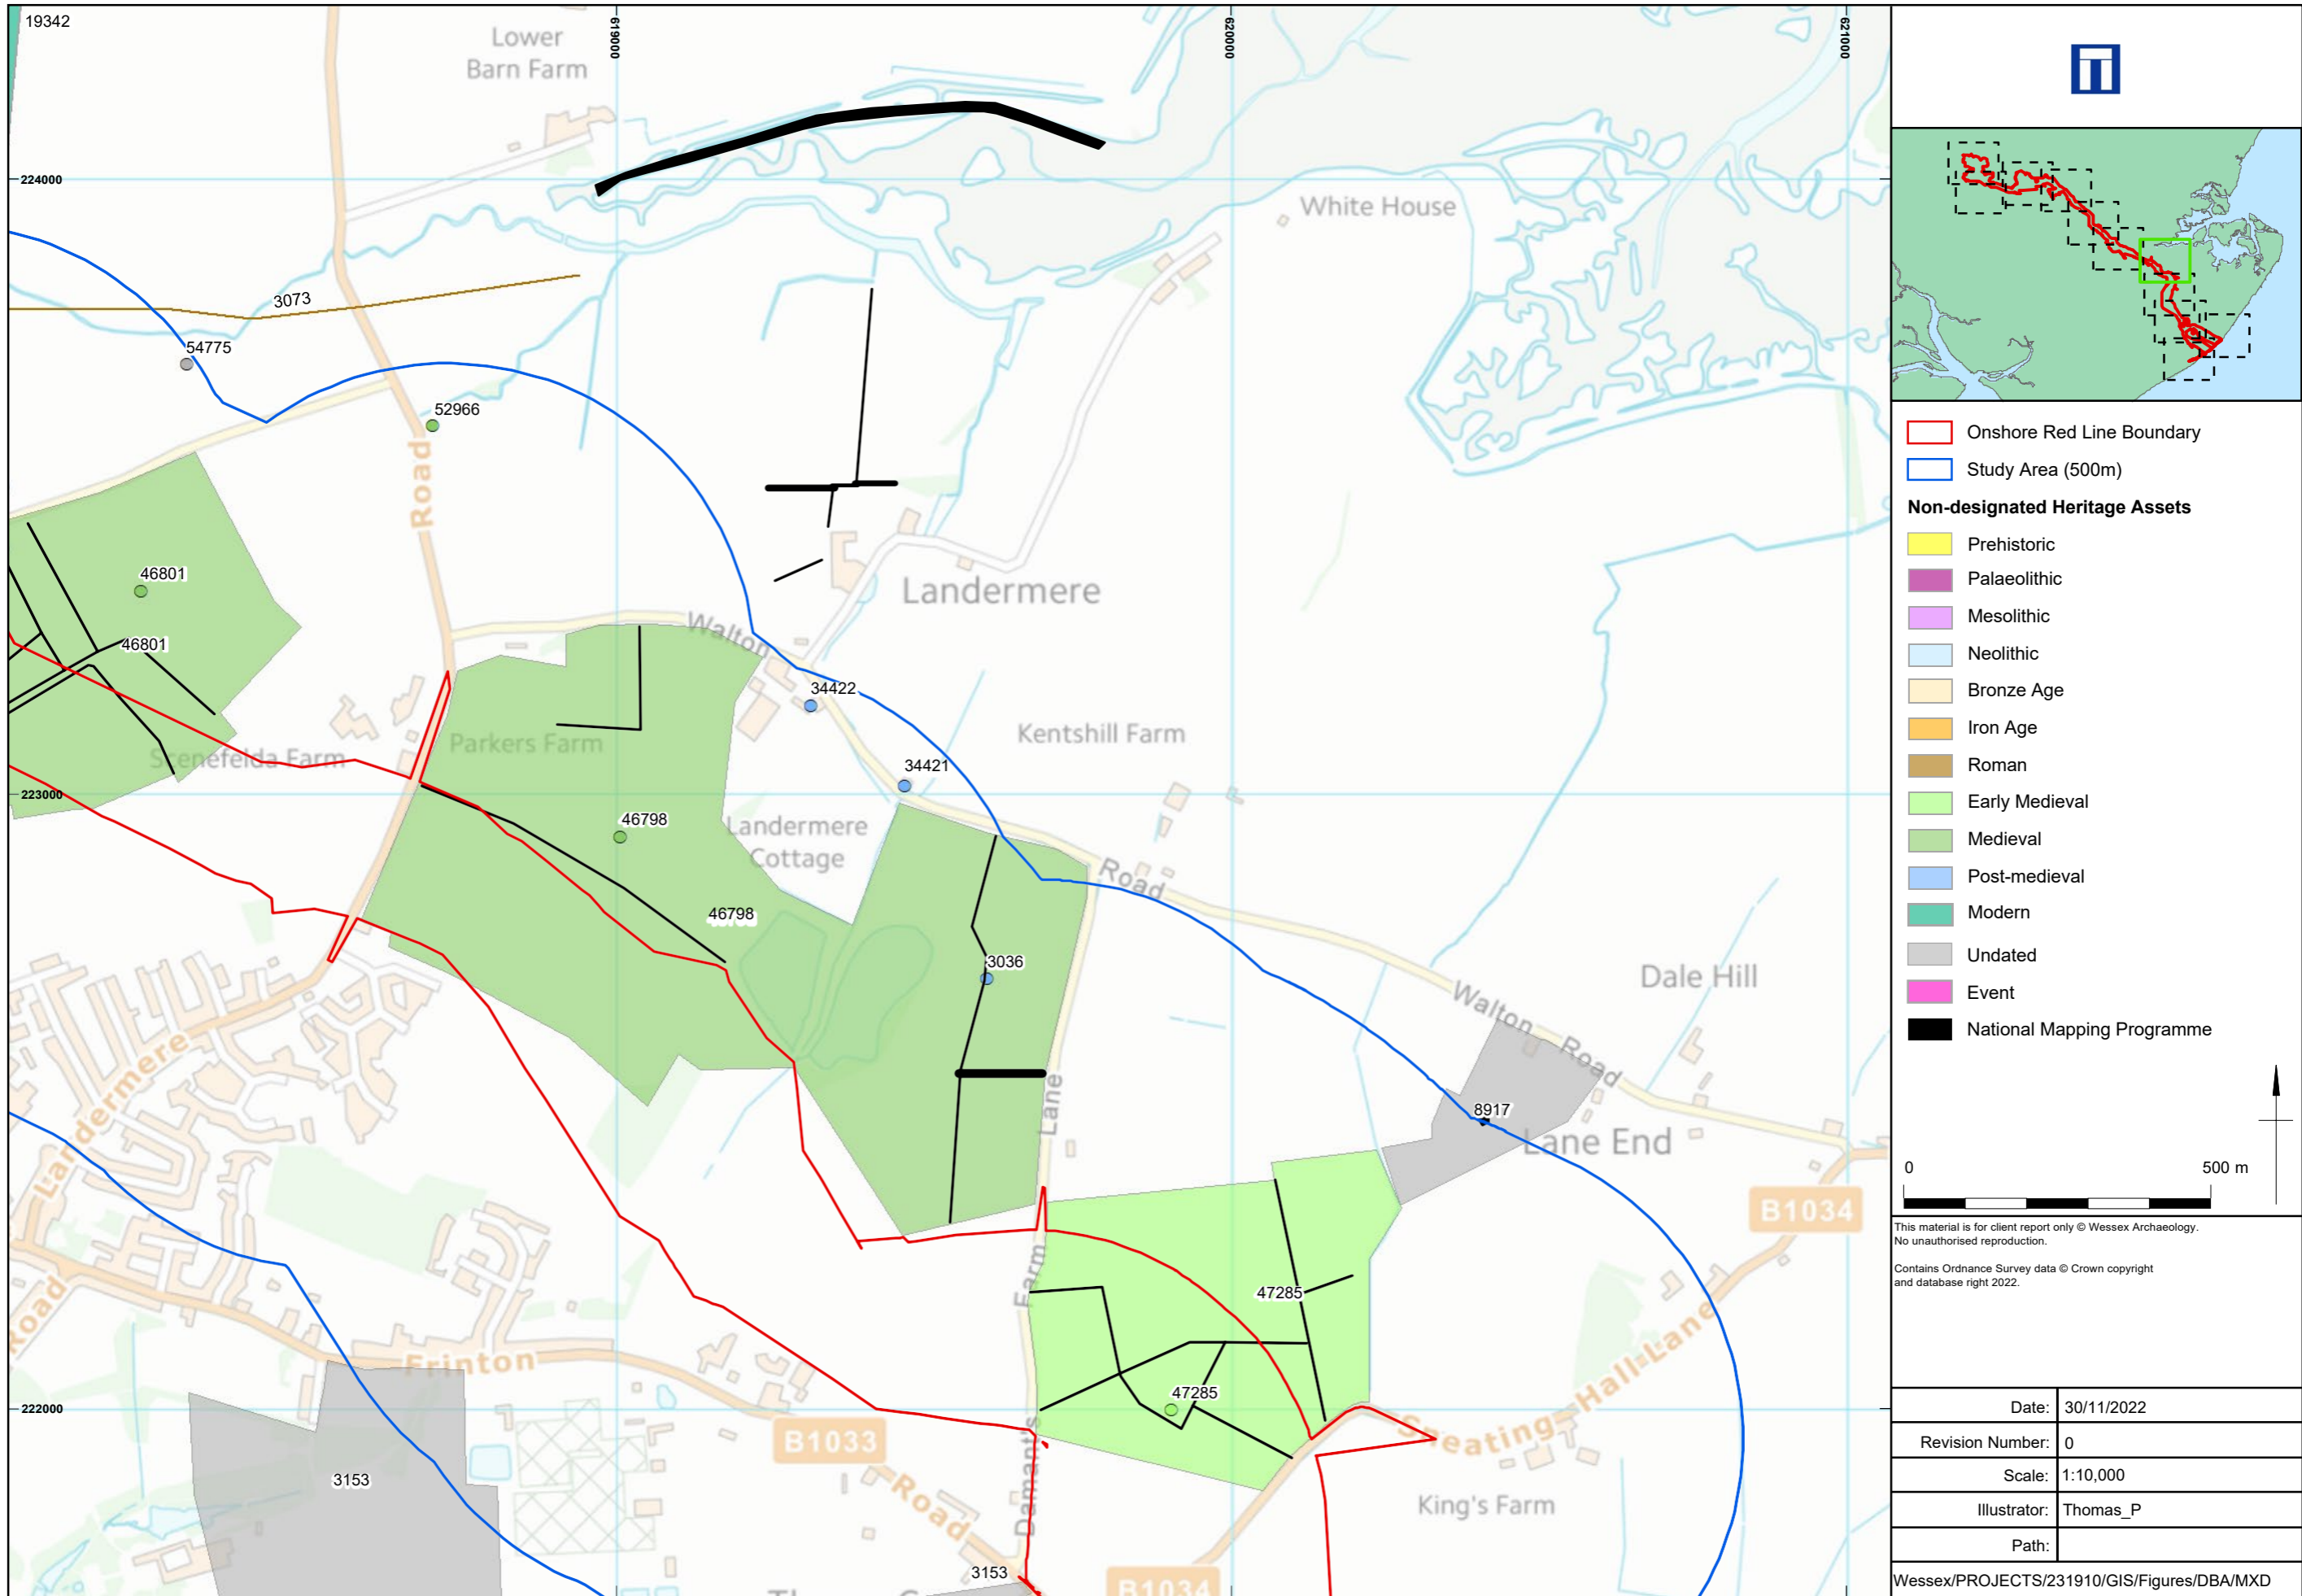 19342
619000
620000
621000
Lower
Barn Farm
224000
White House
3073
54775
52966
Road
46801
Landermere
46801
Walton
34422
Kentshill Farm
Parkers Farm
Scenefelda Farm
34421
223000
46798
Landermere
Cottage
Road
46798
3036
Dale Hill
Walton Road
Landermere
Lane
8917
Lane End
B1034
Farm
47285
Road
Frinton
47285
222000
B1033
Sneating Hall Lane
3153
Road
Damant's
King's Farm
3153
B1034
Onshore Red Line Boundary
Study Area (500m)
Non-designated Heritage Assets
Prehistoric
Palaeolithic
Mesolithic
Neolithic
Bronze Age
Iron Age
Roman
Early Medieval
Medieval
Post-medieval
Modern
Undated
Event
National Mapping Programme
0 500 m
This material is for client report only © Wessex Archaeology.
No unauthorised reproduction.
Contains Ordnance Survey data © Crown copyright
and database right 2022.
Date: 30/11/2022
Revision Number: 0
Scale: 1:10,000
Illustrator: Thomas_P
Path:
Wessex/PROJECTS/231910/GIS/Figures/DBA/MXD